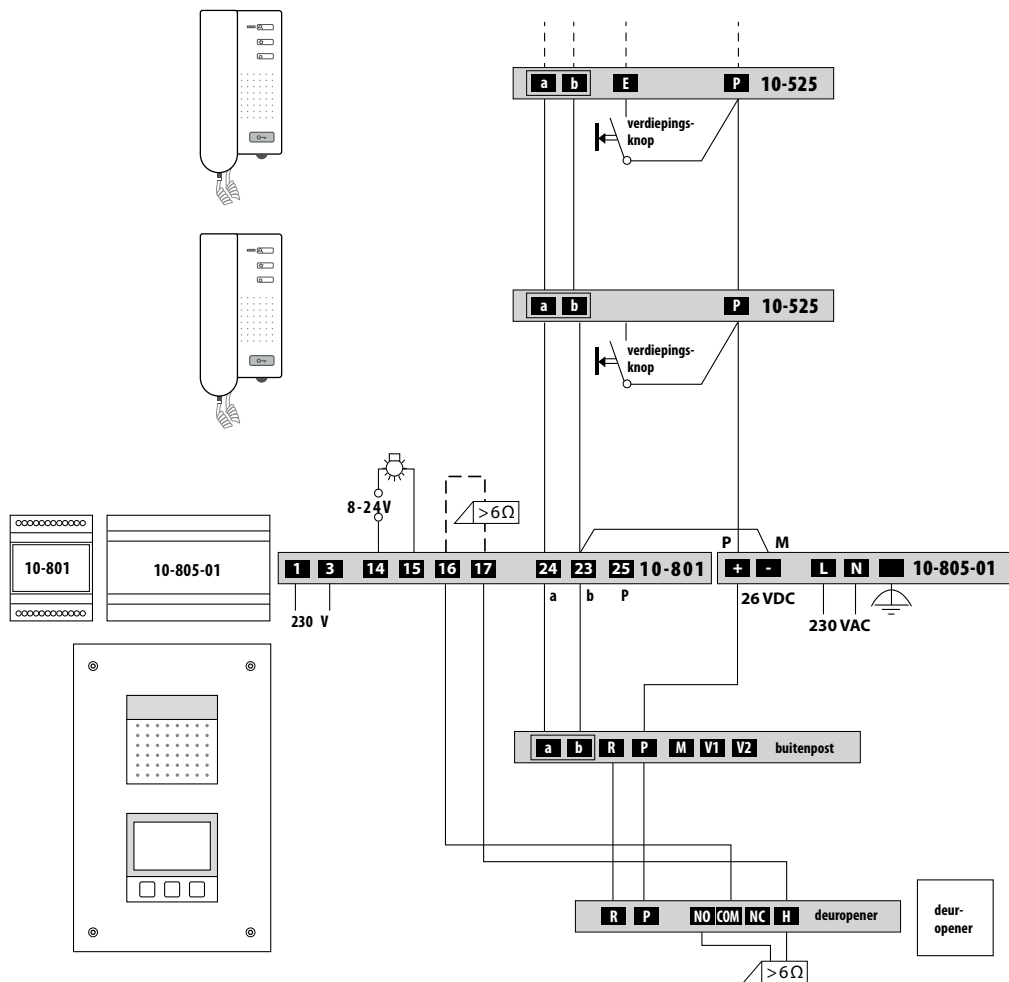 a b E P 10-525
verdiepings-
knop
a b P 10-525
verdiepings-
knop
8-24V
>6Ω
P M
10-801
10-805-01
1 3 14 15 16 17 24 23 25 10-801
+ - L N 10-805-01
230 V
a b P
26 VDC
230 VAC
a b R P M V1 V2 buitenpost
R P NO COM NC H deuropener
deur-
opener
>6Ω